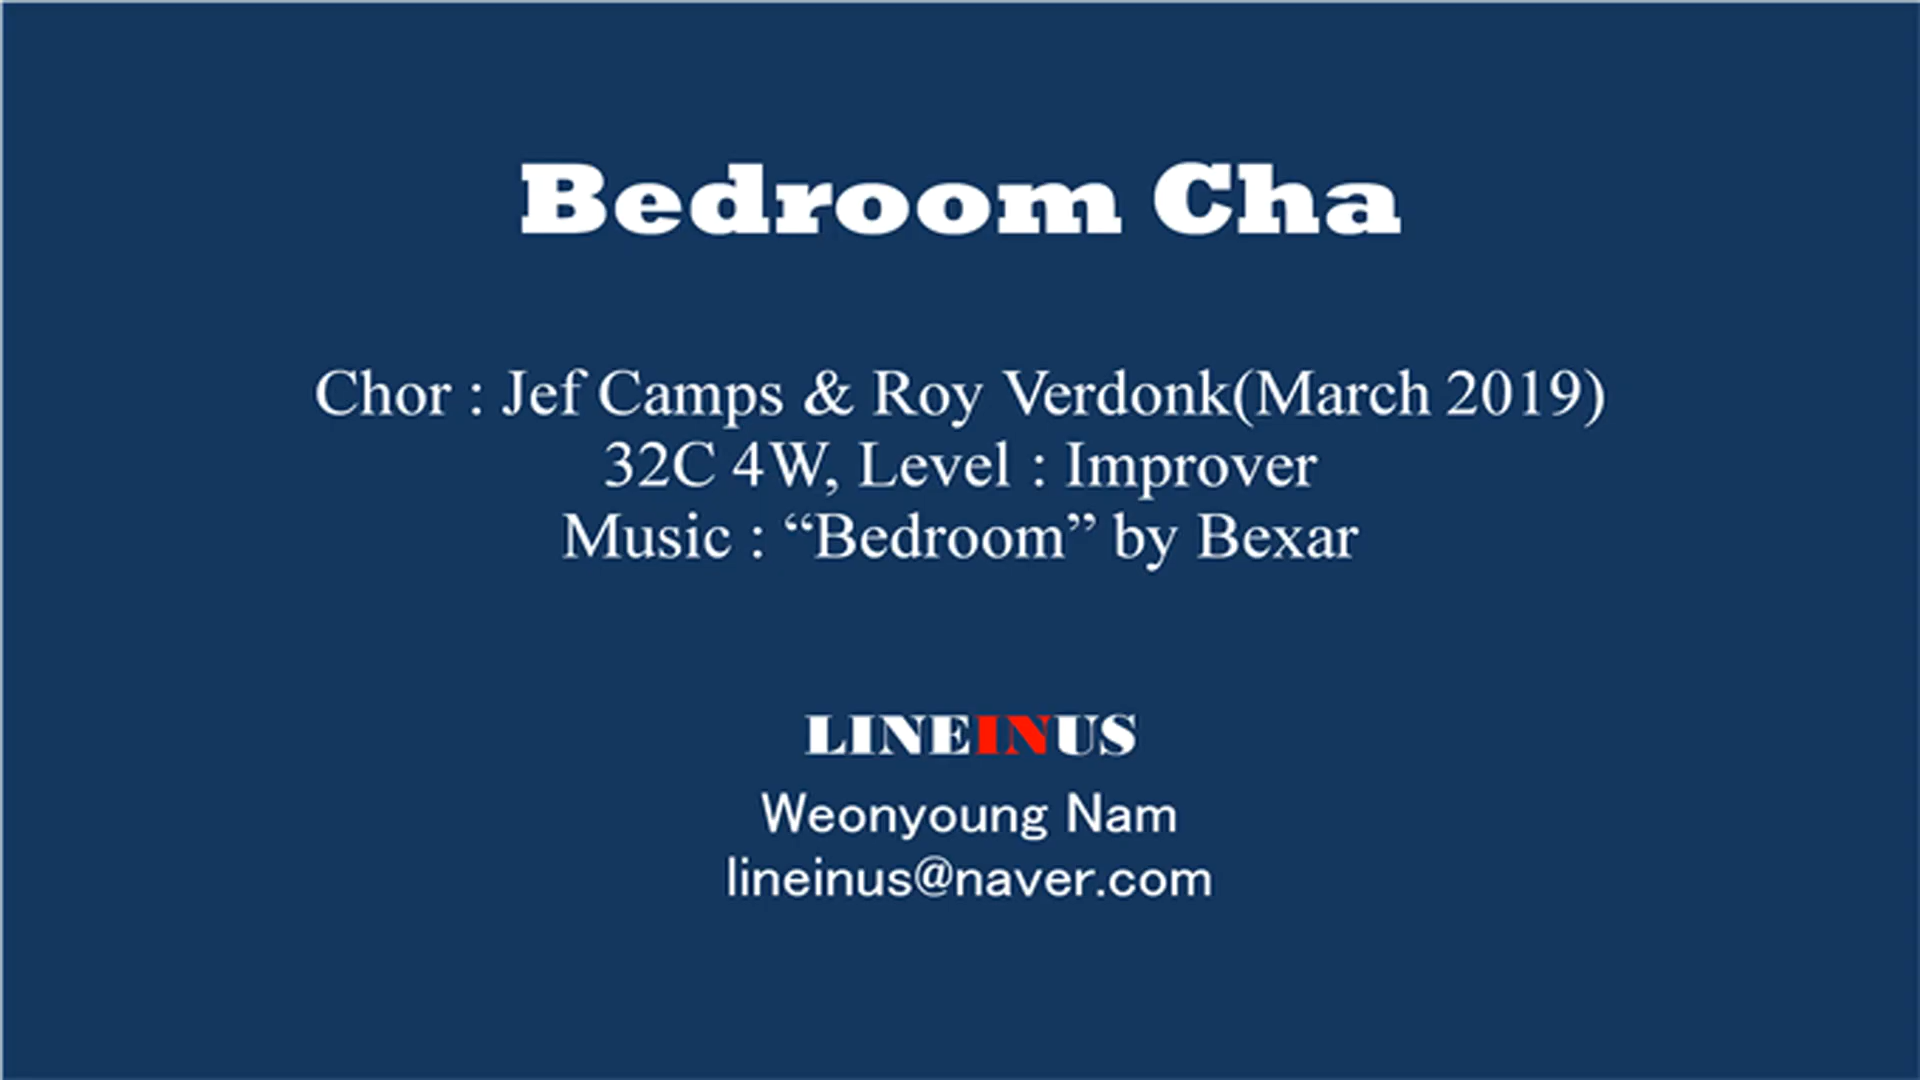 Bedroom Cha
Chor : Jef Camps & Roy Verdonk(March 2019)
32C 4W, Level : Improver
Music : “Bedroom” by Bexar
LINEINUS
Weonyoung Nam
lineinus@naver.com